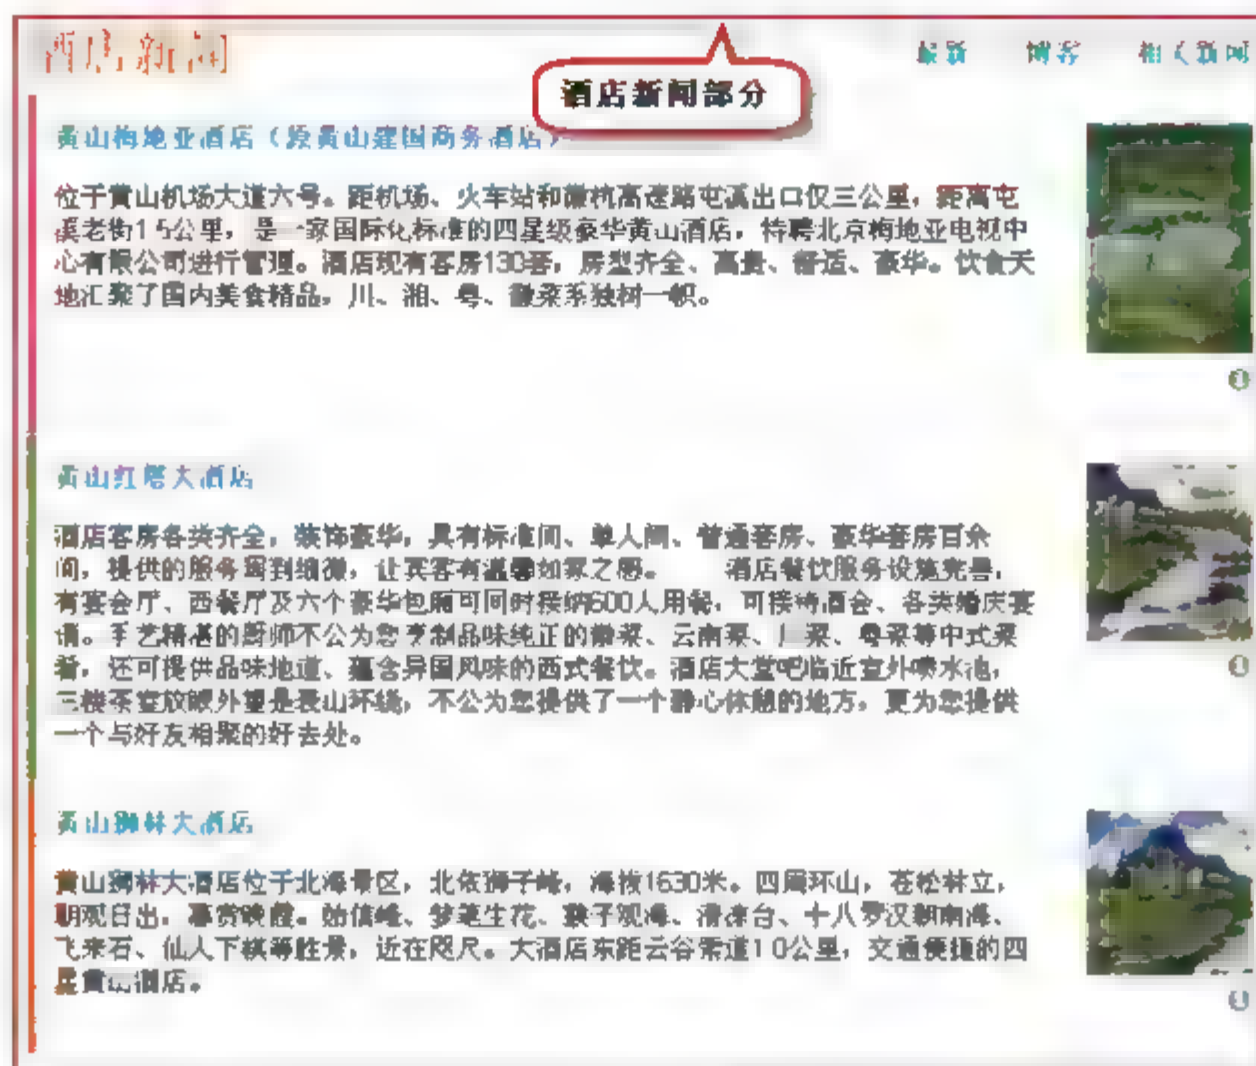 酒店新闻
最新 博客 相关新闻
酒店新闻部分
黄山梅地亚酒店（原黄山建国商务酒店）
位于黄山机场大道六号。距机场、火车站和徽杭高速路屯溪出口仅三公里，距离屯
溪老街1.5公里，是一家国际化标准的四星级豪华黄山酒店，特聘北京梅地亚电视中
心有限公司进行管理。酒店现有客房130套，房型齐全、高贵、舒适、豪华。饮食天
地汇聚了国内美食精品，川、湘、粤、徽菜系独树一帜。
黄山红塔大酒店
酒店客房各类齐全，装饰豪华，具有标准间、单人间、普通套房、豪华套房百余
间，提供的服务周到细微，让宾客有温馨如家之感。 酒店餐饮服务设施完善，
有宴会厅、西餐厅及六个豪华包厢可同时接纳600人用餐，可接待酒会、各类婚庆宴
请。手艺精湛的厨师不公为您烹制品味纯正的徽菜、云南菜、川菜、粤菜等中式菜
肴，还可提供品味地道、蕴含异国风味的西式餐饮。酒店大堂吧临近室外喷水池，
三楼茶室放眼外望是表山环绕，不公为您提供了一个静心休憩的地方，更为您提供
一个与好友相聚的好去处。
黄山狮林大酒店
黄山狮林大酒店位于北海景区，北依狮子峰，海拔1630米。四周环山，苍松林立，
朝观日出，暮赏晚霞。始信峰、梦笔生花、猴子观海、清凉台、十八罗汉朝南海、
飞来石、仙人下棋等胜景，近在咫尺。大酒店东距云谷索道10公里，交通便捷的四
星黄山酒店。